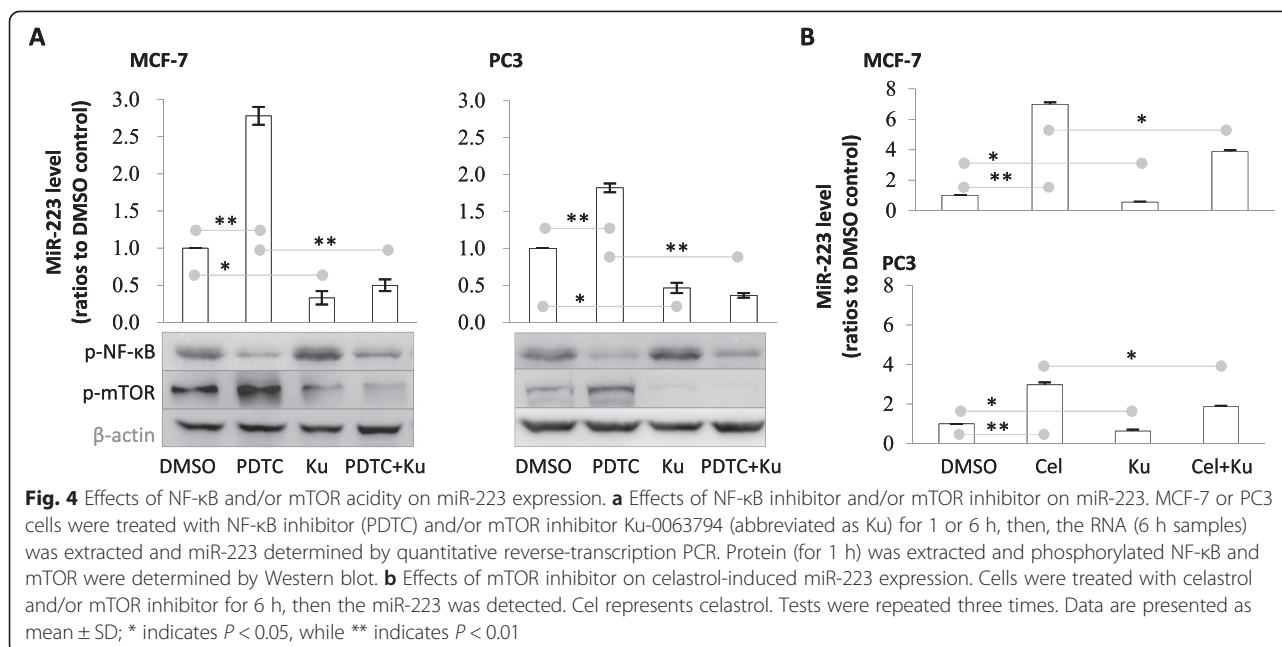 A
B
MCF-7
PC3
MCF-7
MiR-223 level
(ratios to DMSO control)
3.0
2.5
2.0
1.5
1.0
0.5
0.0
**
*
**
3.0
2.5
2.0
1.5
1.0
0.5
0.0
**
*
**
p-NF-κB
p-mTOR
β-actin
DMSO PDTC Ku PDTC+Ku
DMSO PDTC Ku PDTC+Ku
MiR-223 level
(ratios to DMSO control)
8
6
4
2
0
*
*
**
PC3
8
6
4
2
0
*
*
**
DMSO Cel Ku Cel+Ku
Fig. 4 Effects of NF-κB and/or mTOR acidity on miR-223 expression. a Effects of NF-κB inhibitor and/or mTOR inhibitor on miR-223. MCF-7 or PC3
cells were treated with NF-κB inhibitor (PDTC) and/or mTOR inhibitor Ku-0063794 (abbreviated as Ku) for 1 or 6 h, then, the RNA (6 h samples)
was extracted and miR-223 determined by quantitative reverse-transcription PCR. Protein (for 1 h) was extracted and phosphorylated NF-κB and
mTOR were determined by Western blot. b Effects of mTOR inhibitor on celastrol-induced miR-223 expression. Cells were treated with celastrol
and/or mTOR inhibitor for 6 h, then the miR-223 was detected. Cel represents celastrol. Tests were repeated three times. Data are presented as
mean ± SD; * indicates P < 0.05, while ** indicates P < 0.01